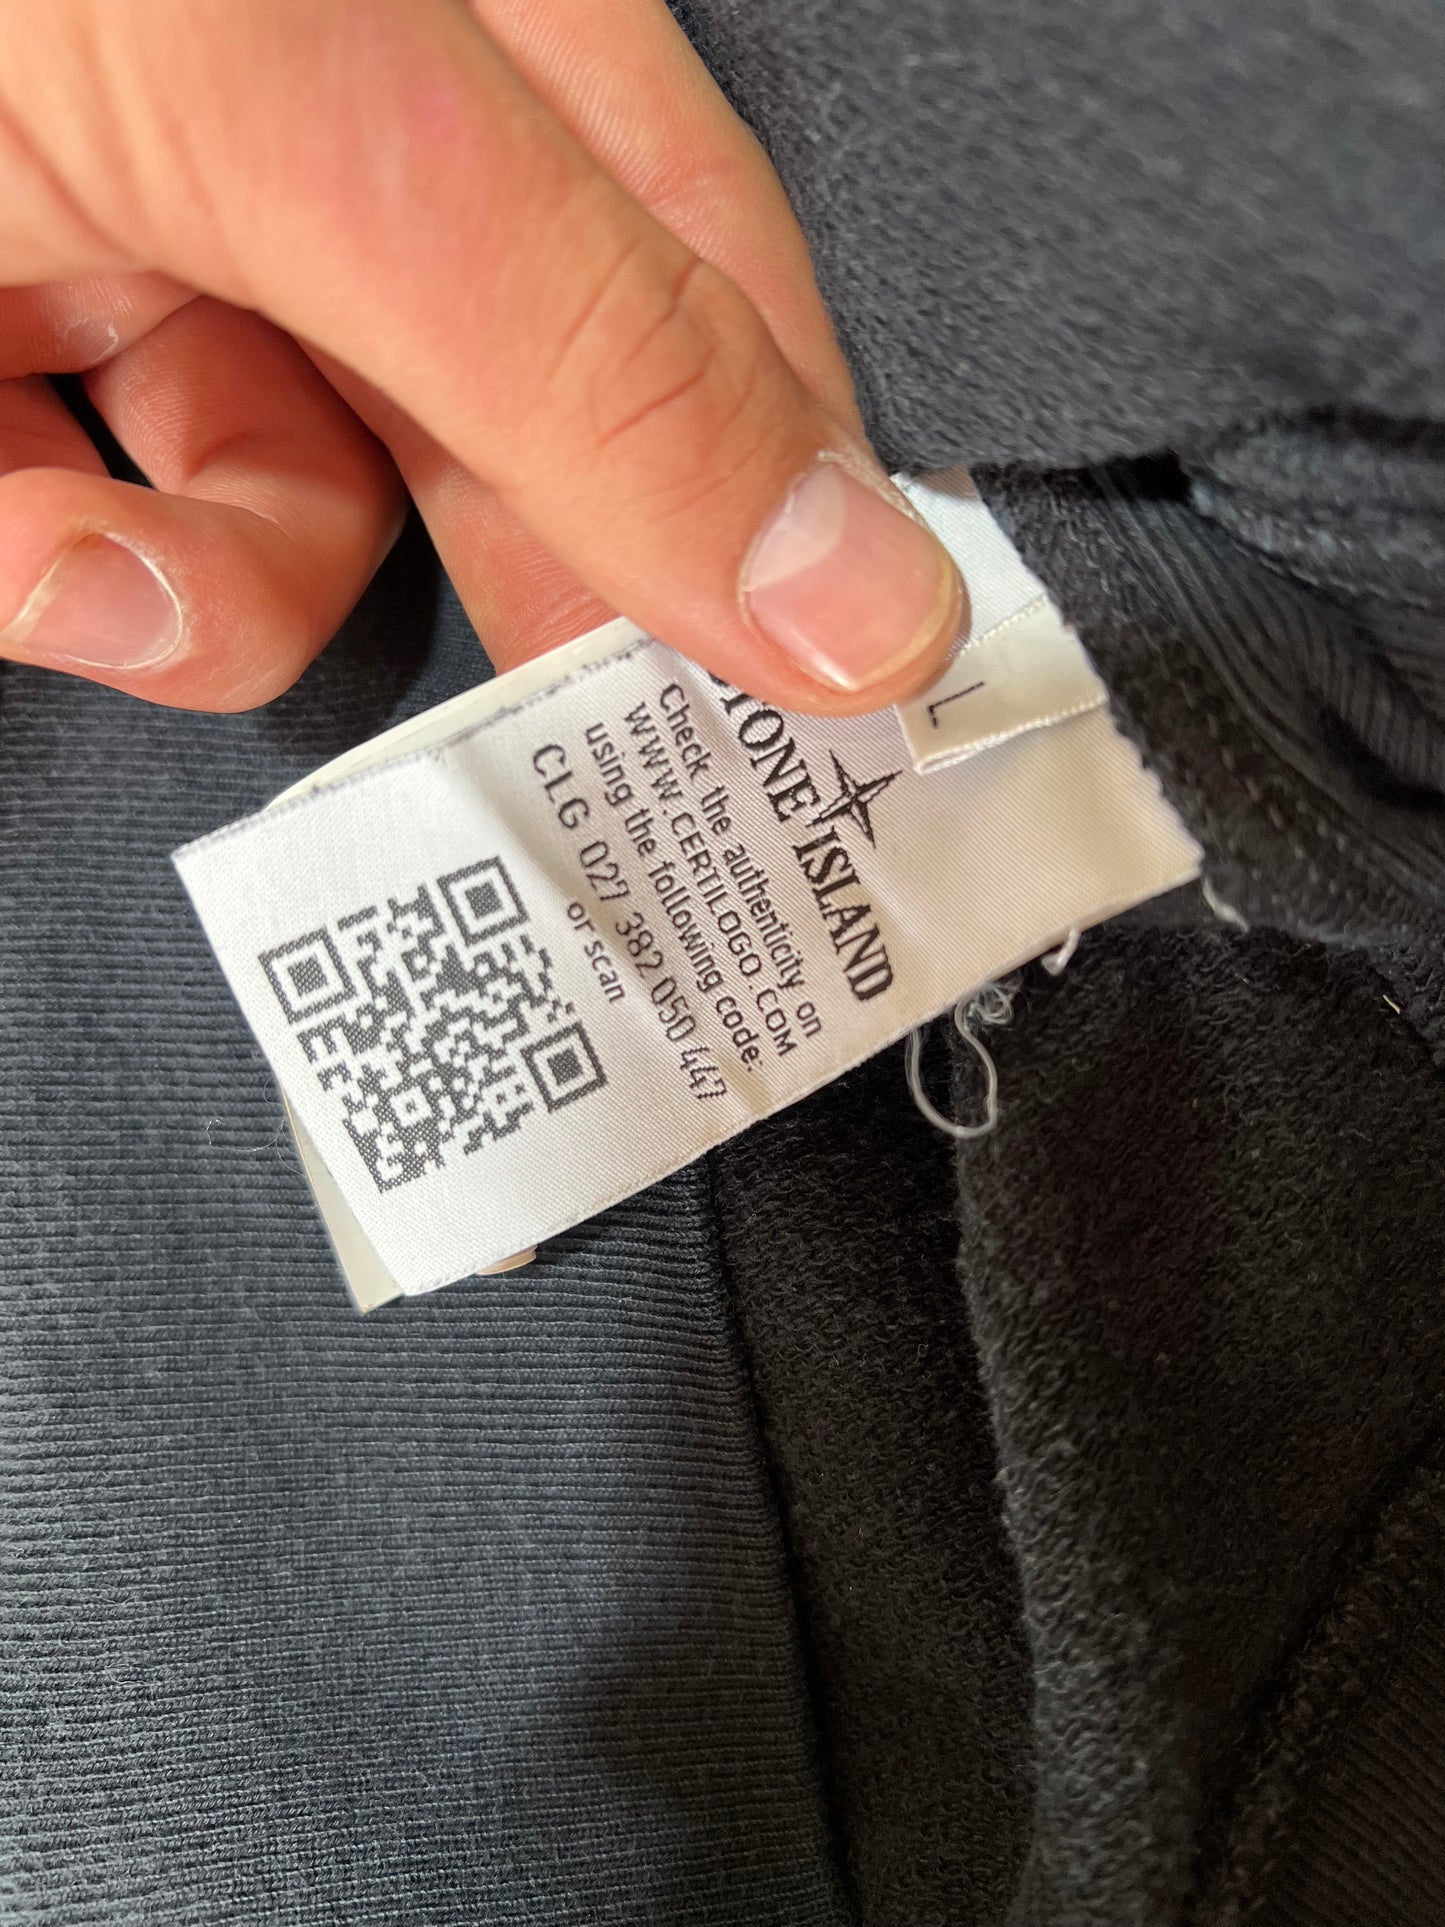 L
STONE ISLAND
Check the authenticity on
WWW.CERTILOGO.COM
using the following code:
CLG 027 382 050 447
or scan